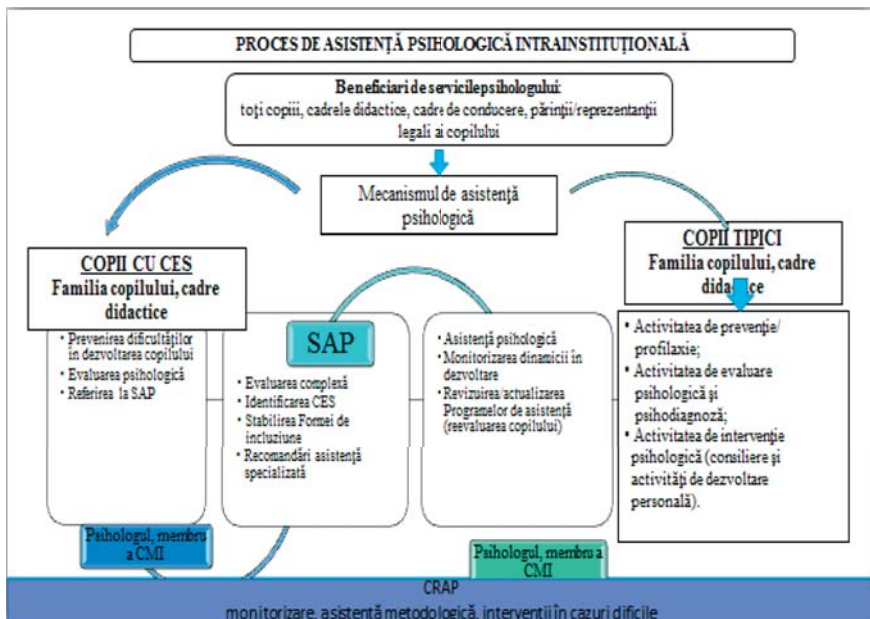 PROCES DE ASISTENȚĂ PSIHOLOGICĂ INTRAINSTITUȚIONALĂ
Beneficiari de serviciile psihologului:
toți copiii, cadrele didactice, cadre de conducere, părinții/reprezentanții
legali ai copilului
Mecanismul de asistență
psihologică
COPII CU CES
Familia copilului, cadre
didactice
• Prevenirea dificultăților
in dezvoltarea copilului
• Evaluarea psihologică
• Referirea la SAP
Psihologul, membru
a CMI
SAP
• Evaluarea complexă
• Identificarea CES
• Stabilirea Formei de
incluziune
• Recomandări asistență
specializată
• Asistență psihologică
• Monitorizarea dinamicii în
dezvoltare
• Revizuirea/actualizarea
Programelor de asistență
(reevaluarea copilului)
Psihologul, membru a
CMI
COPII TIPICI
Familia copilului, cadre
didactice
• Activitatea de prevenție/
profilaxie;
• Activitatea de evaluare
psihologică și
psihodiagnoză;
• Activitatea de intervenție
psihologică (consiliere și
activități de dezvoltare
personală).
CRAP
monitorizare, asistență metodologică, intervenții în cazuri dificile